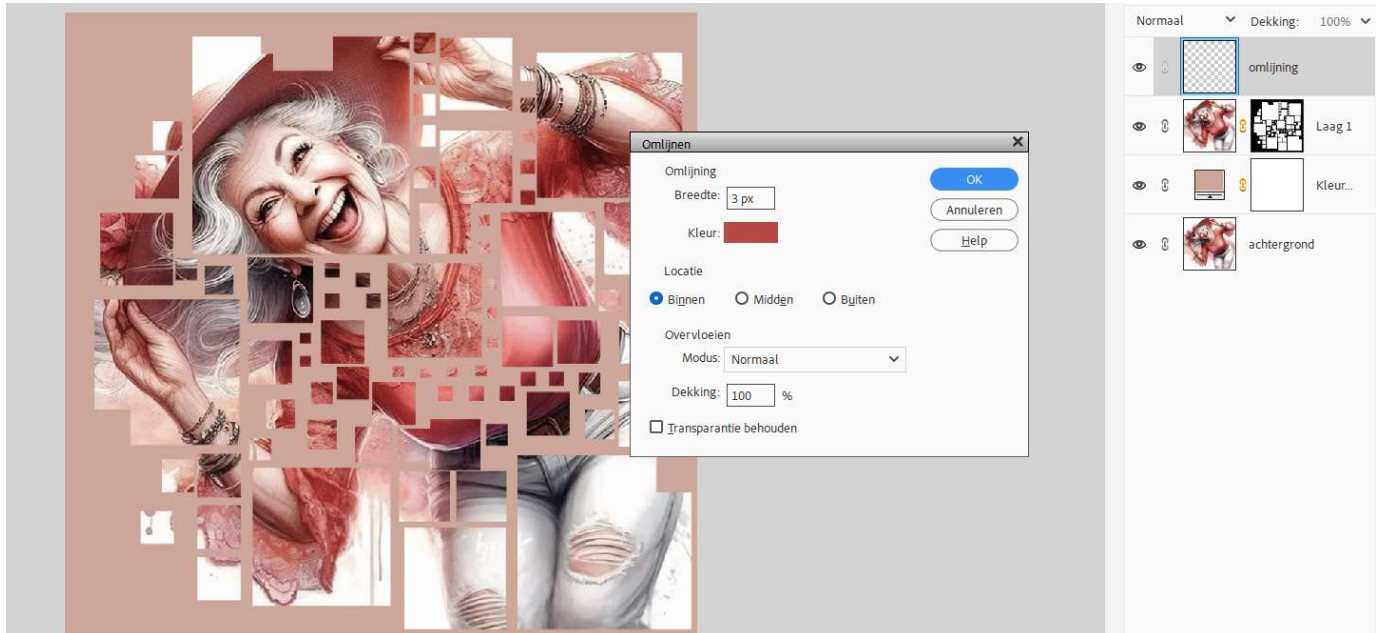 Normaal Dekking: 100%
omlijning
Laag 1
Kleur...
achtergrond
Omlijnen
Omlijning
Breedte: 3 px
Kleur:
OK
Annuleren
Help
Locatie
Binnen Midden Buiten
Overvloeien
Modus: Normaal
Dekking: 100 %
Transparantie behouden